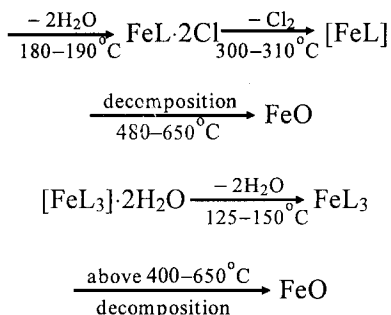 − 2H₂O
180–190°C
FeL·2Cl
− Cl₂
300–310°C
[FeL]
decomposition
480–650°C
FeO
[FeL₃]·2H₂O
− 2H₂O
125–150°C
FeL₃
above 400–650°C
decomposition
FeO